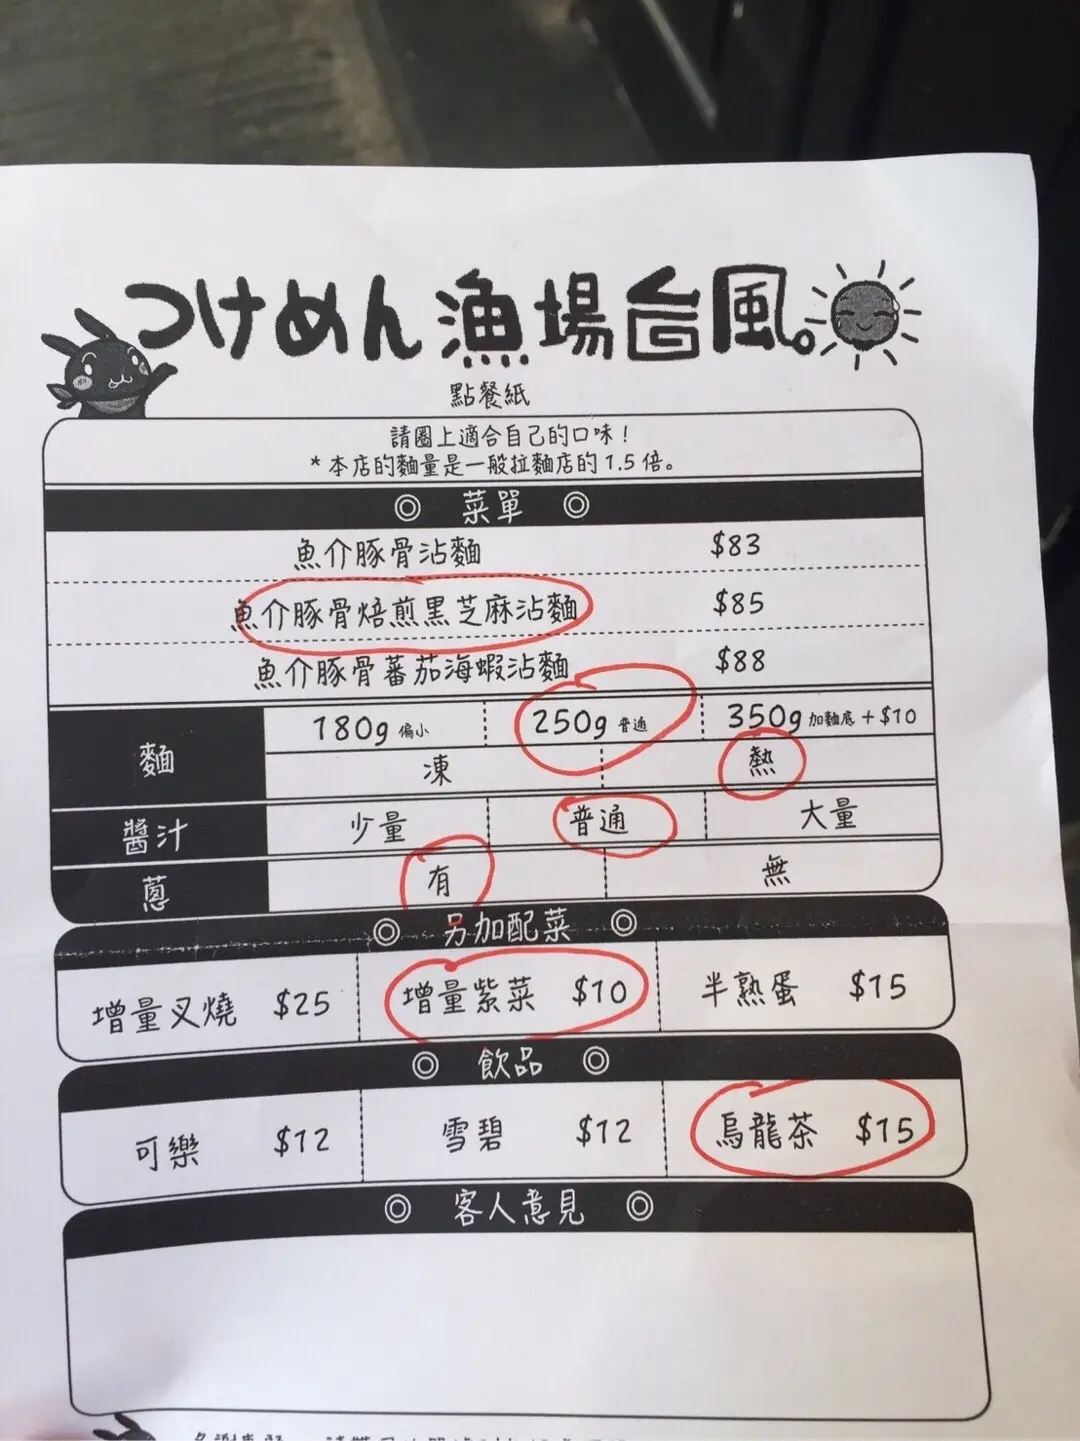 つけめん 漁場台風。
點餐紙
請圈上適合自己的口味！
*本店的麵量是一般拉麵店的1.5倍。
◎ 菜單 ◎
魚介豚骨沾麵 $83
魚介豚骨焙煎黑芝麻沾麵 $85
魚介豚骨蕃茄海蝦沾麵 $88
麵 180g 偏小 250g 普通 350g 加麵底+$10
凍 熱
醬汁 少量 普通 大量
蔥 有 無
◎ 另加配菜 ◎
增量叉燒 $25 增量紫菜 $10 半熟蛋 $15
◎ 飲品 ◎
可樂 $12 雪碧 $12 烏龍茶 $15
◎ 客人意見 ◎